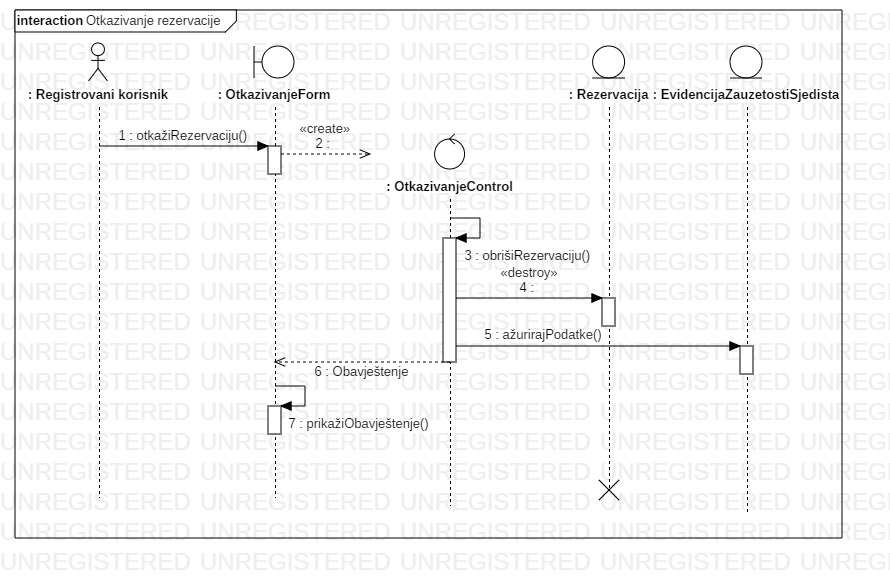 interaction Otkazivanje rezervacije
: Registrovani korisnik
: OtkazivanjeForm
: Rezervacija
: EvidencijaZauzetostiSjedista
1 : otkažiRezervaciju()
«create»
2 :
: OtkazivanjeControl
3 : obrišiRezervaciju()
«destroy»
4 :
5 : ažurirajPodatke()
6 : Obavještenje
7 : prikažiObavještenje()
UNREGISTERED